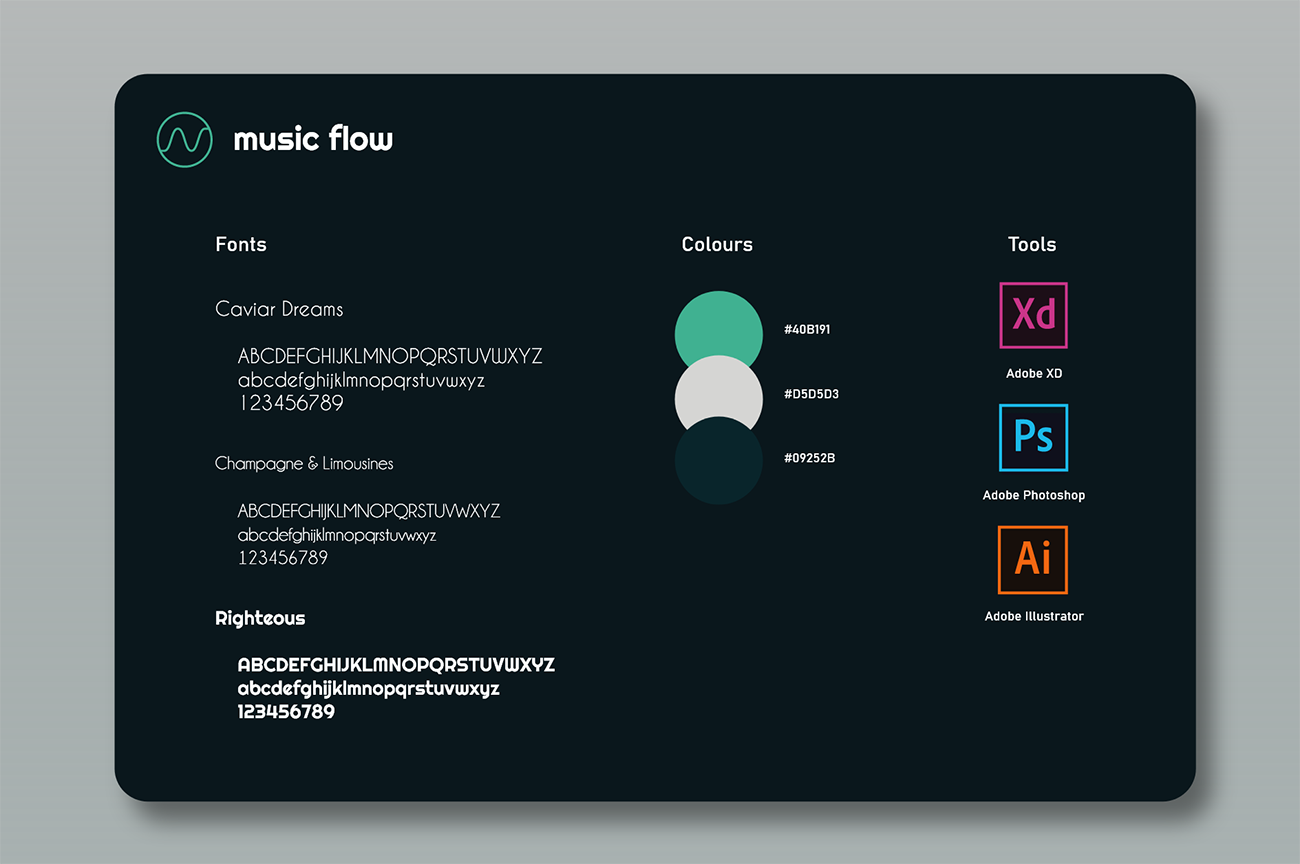 music flow
Fonts
Caviar Dreams
ABCDEFGHIJKLMNOPQRSTUVWXYZ
abcdefghijklmnopqrstuvwxyz
123456789
Champagne & Limousines
ABCDEFGHIJKLMNOPQRSTUVWXYZ
abcdefghijklmnopqrstuvwxyz
123456789
Righteous
ABCDEFGHIJKLMNOPQRSTUVWXYZ
abcdefghijklmnopqrstuvwxyz
123456789
Colours
#40B191
#D5D5D3
#09252B
Tools
Xd
Adobe XD
Ps
Adobe Photoshop
Ai
Adobe Illustrator